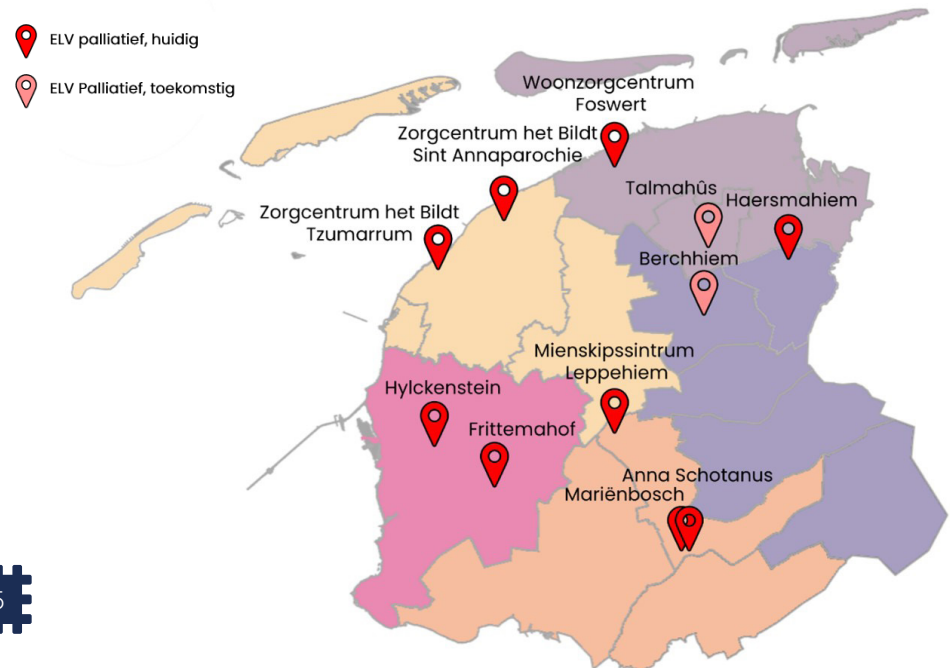 ELV palliatief, huidig
ELV Palliatief, toekomstig
Woonzorgcentrum
Foswert
Zorgcentrum het Bildt
Sint Annaparochie
Talmahûs
Haersmahiem
Zorgcentrum het Bildt
Tzumarrum
Berchhiem
Mienskipssintrum
Leppehiem
Hylckenstein
Frittemahof
Anna Schotanus
Mariënbosch